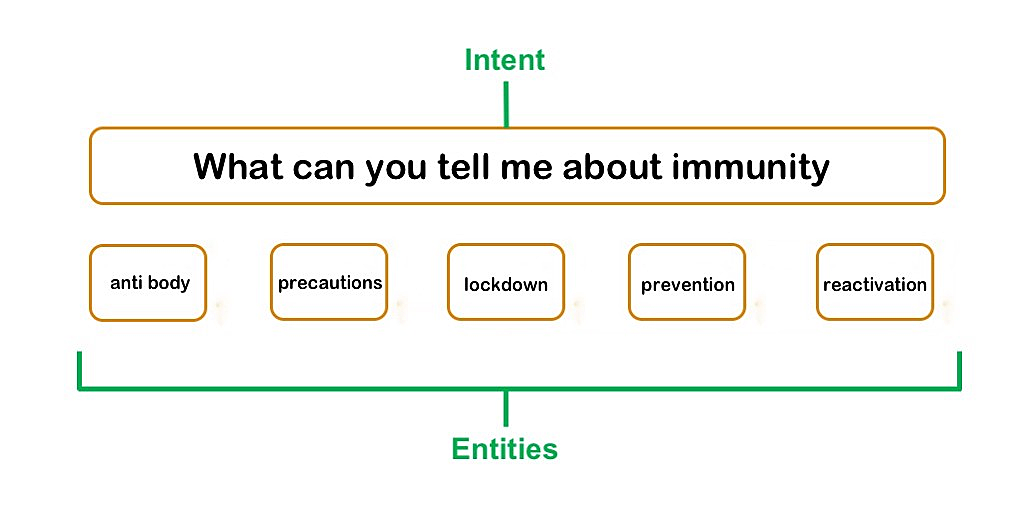 Intent
What can you tell me about immunity
anti body
precautions
lockdown
prevention
reactivation
Entities